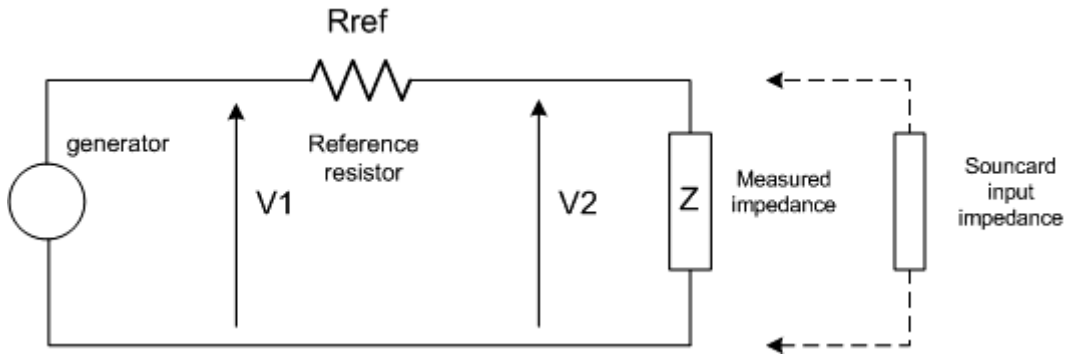 Rref
generator
Reference
resistor
V1
V2
Z
Measured
impedance
Souncard
input
impedance